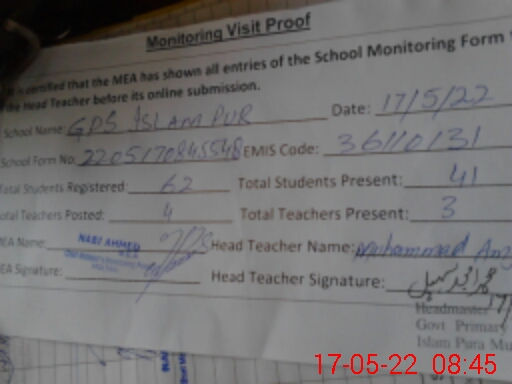 Monitoring Visit Proof
is certified that the MEA has shown all entries of the School Monitoring Form
the Head Teacher before its online submission.
School Name: GPS ISLAM PUR Date: 17/5/22
School Form No: 2205170845548 EMIS Code: 36110131
Total Students Registered: 62 Total Students Present: 41
Total Teachers Posted: 4 Total Teachers Present: 3
MEA Name: NABI AHMED Head Teacher Name: Muhammad
MEA Signature: Head Teacher Signature:
Headmaster
Govt Primary
Islam Pura Mu
17-05-22 08:45